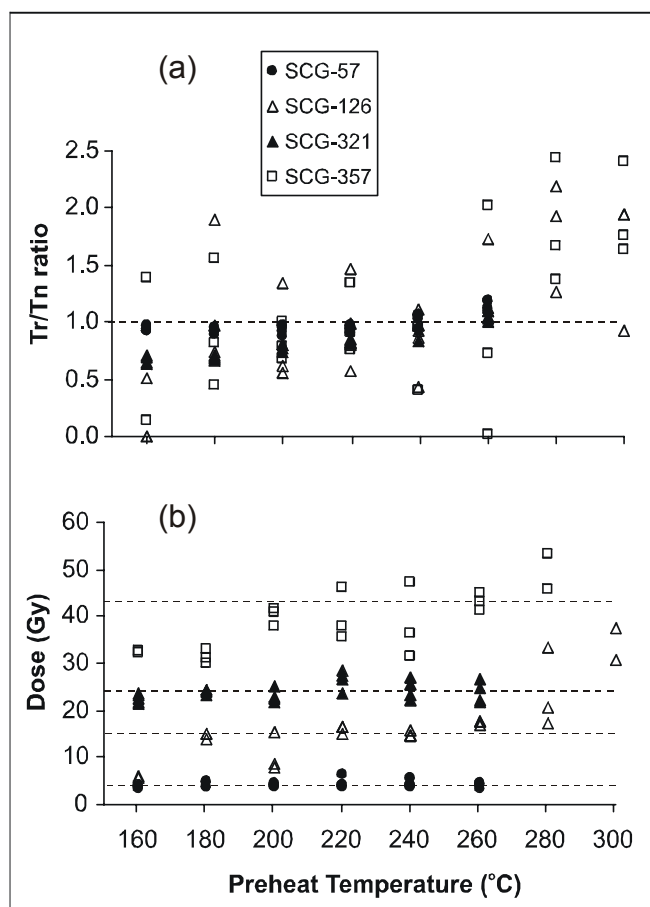 (a)
SCG-57
SCG-126
SCG-321
SCG-357
Tr/Tn ratio
2.5
2.0
1.5
1.0
0.5
0.0
(b)
Dose (Gy)
60
50
40
30
20
10
0
160 180 200 220 240 260 280 300
Preheat Temperature (°C)